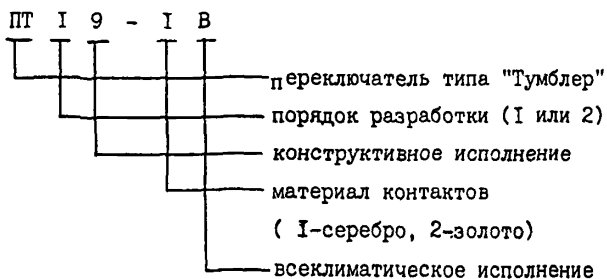 ПТ I 9 - I В
переключатель типа "Тумблер"
порядок разработки (I или 2)
конструктивное исполнение
материал контактов
( I-серебро, 2-золото)
всеклиматическое исполнение